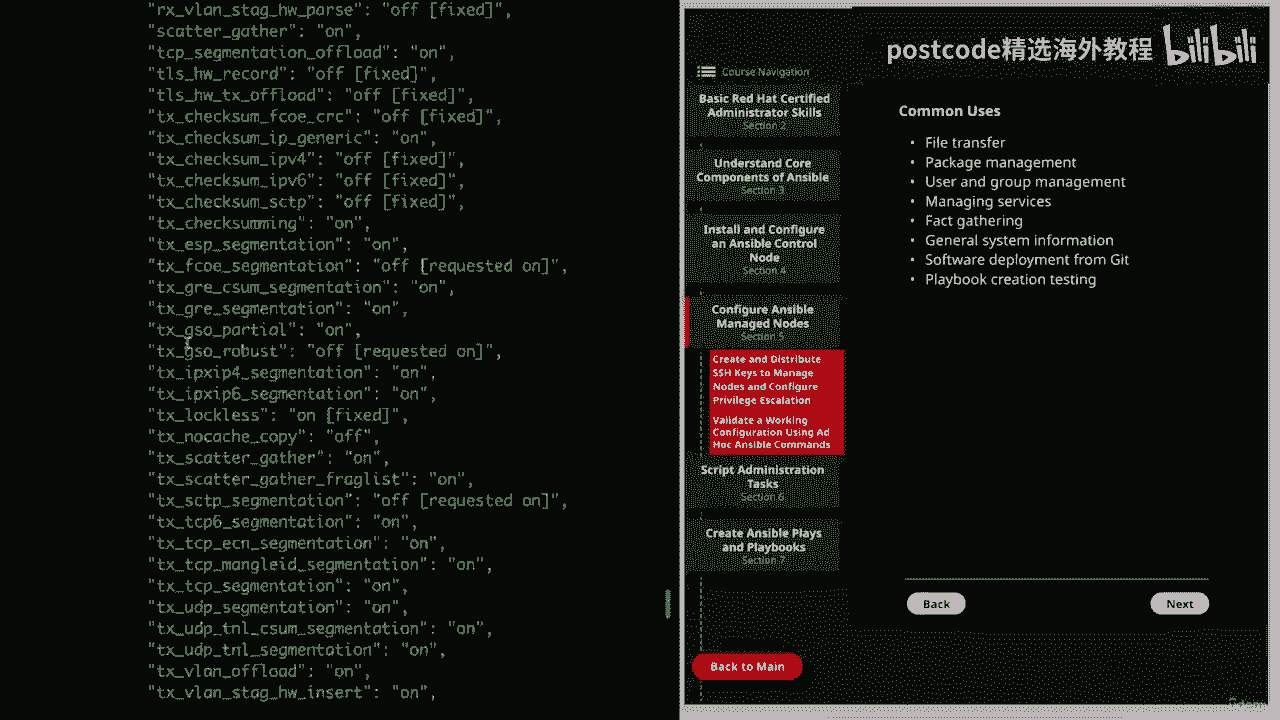 "rx_vlan_stag_hw_parse": "off [fixed]",
"scatter_gather": "on",
"tcp_segmentation_offload": "on",
"tls_hw_record": "off [fixed]",
"tls_hw_tx_offload": "off [fixed]",
"tx_checksum_fcoe_crc": "off [fixed]",
"tx_checksum_ip_generic": "on",
"tx_checksum_ipv4": "off [fixed]",
"tx_checksum_ipv6": "off [fixed]",
"tx_checksum_sctp": "off [fixed]",
"tx_checksumming": "on",
"tx_esp_segmentation": "on",
"tx_fcoe_segmentation": "off [requested on]",
"tx_gre_csum_segmentation": "on",
"tx_gre_segmentation": "on",
"tx_gso_partial": "on",
"tx_gso_robust": "off [requested on]",
"tx_ipxip4_segmentation": "on",
"tx_ipxip6_segmentation": "on",
"tx_lockless": "on [fixed]",
"tx_nocache_copy": "off",
"tx_scatter_gather": "on",
"tx_scatter_gather_fraglist": "on",
"tx_sctp_segmentation": "off [requested on]",
"tx_tcp6_segmentation": "on",
"tx_tcp_ecn_segmentation": "on",
"tx_tcp_mangleid_segmentation": "on",
"tx_tcp_segmentation": "on",
"tx_udp_segmentation": "on",
"tx_udp_tnl_csum_segmentation": "on",
"tx_udp_tnl_segmentation": "on",
"tx_vlan_offload": "on",
"tx_vlan_stag_hw_insert": "on",
postcode精选海外教程 bilibili
Course Navigation
Basic Red Hat Certified
Administrator Skills
Section 2
Understand Core
Components of Ansible
Section 3
Install and Configure
an Ansible Control
Node
Section 4
Configure Ansible
Managed Nodes
Section 5
Create and Distribute
SSH Keys to Manage
Nodes and Configure
Privilege Escalation
Validate a Working
Configuration Using Ad
Hoc Ansible Commands
Script Administration
Tasks
Section 6
Create Ansible Plays
and Playbooks
Section 7
Back to Main
Common Uses
• File transfer
• Package management
• User and group management
• Managing services
• Fact gathering
• General system information
• Software deployment from Git
• Playbook creation testing
Back
Next
ûdemy